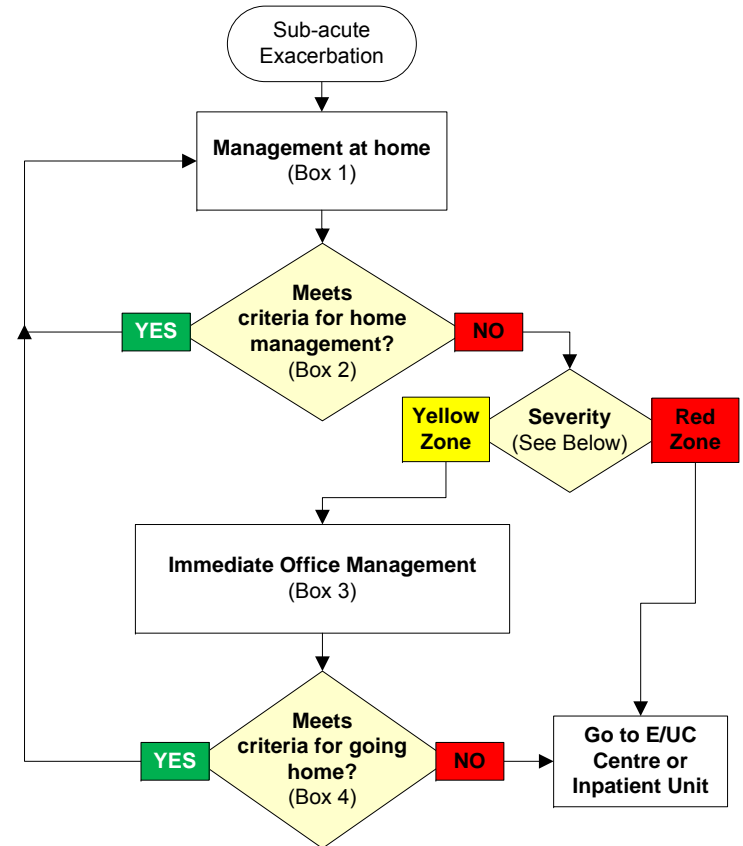 Sub-acute
Exacerbation
Management at home
(Box 1)
Meets
criteria for home
management?
(Box 2)
YES
NO
Yellow
Zone
Severity
(See Below)
Red
Zone
Immediate Office Management
(Box 3)
Meets
criteria for going
home?
(Box 4)
YES
NO
Go to E/UC
Centre or
Inpatient Unit